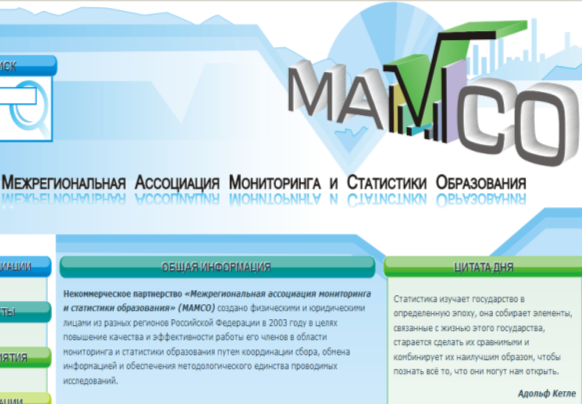 МАМСО
Межрегиональная Ассоциация Мониторинга и Статистики Образования
ОБЩАЯ ИНФОРМАЦИЯ
Некоммерческое партнерство «Межрегиональная ассоциация мониторинга
и статистики образования» (МАМСО) создано физическими и юридическими
лицами из разных регионов Российской Федерации в 2003 году в целях
повышение качества и эффективности работы его членов в области
мониторинга и статистики образования путем координации сбора, обмена
информацией и обеспечения методологического единства проводимых
исследований.
ЦИТАТА ДНЯ
Статистика изучает государство в
определенную эпоху, она собирает элементы,
связанные с жизнью этого государства,
старается сделать их сравнимыми и
комбинирует их наилучшим образом, чтобы
познать всё то, что они могут нам открыть.
Адольф Кетле